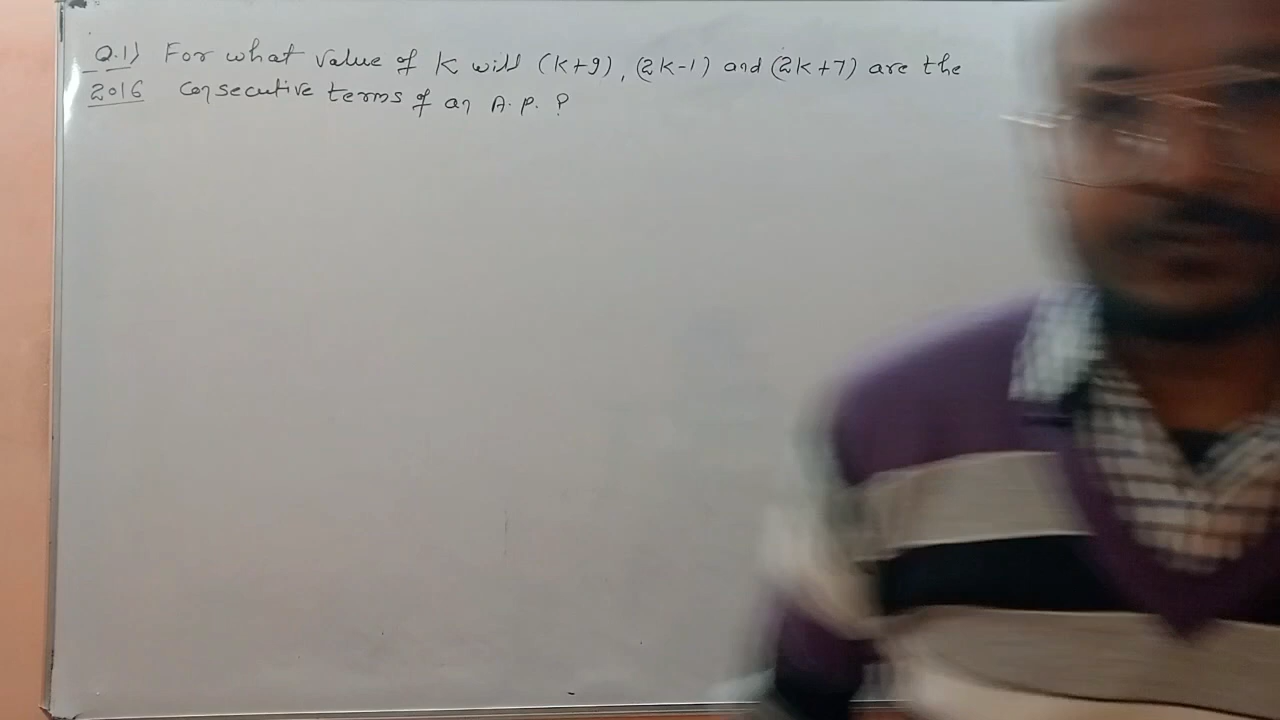 Q.1) For what value of K will (k+9), (2k-1) and (2k+7) are the
2016 consecutive terms of an A.P. ?